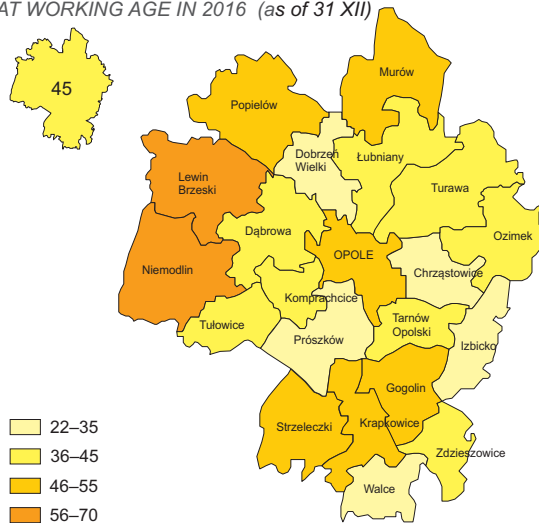 AT WORKING AGE IN 2016 (as of 31 XII)
45
Murów
Popielów
Dobrzeń
Wielki
Łubniany
Lewin
Brzeski
Turawa
Dąbrowa
Ozimek
OPOLE
Niemodlin
Chrząstowice
Komprachcice
Tułowice
Tarnów
Opolski
Prószków
Izbicko
Gogolin
Strzeleczki
Krapkowice
Zdzieszowice
Walce
22–35
36–45
46–55
56–70